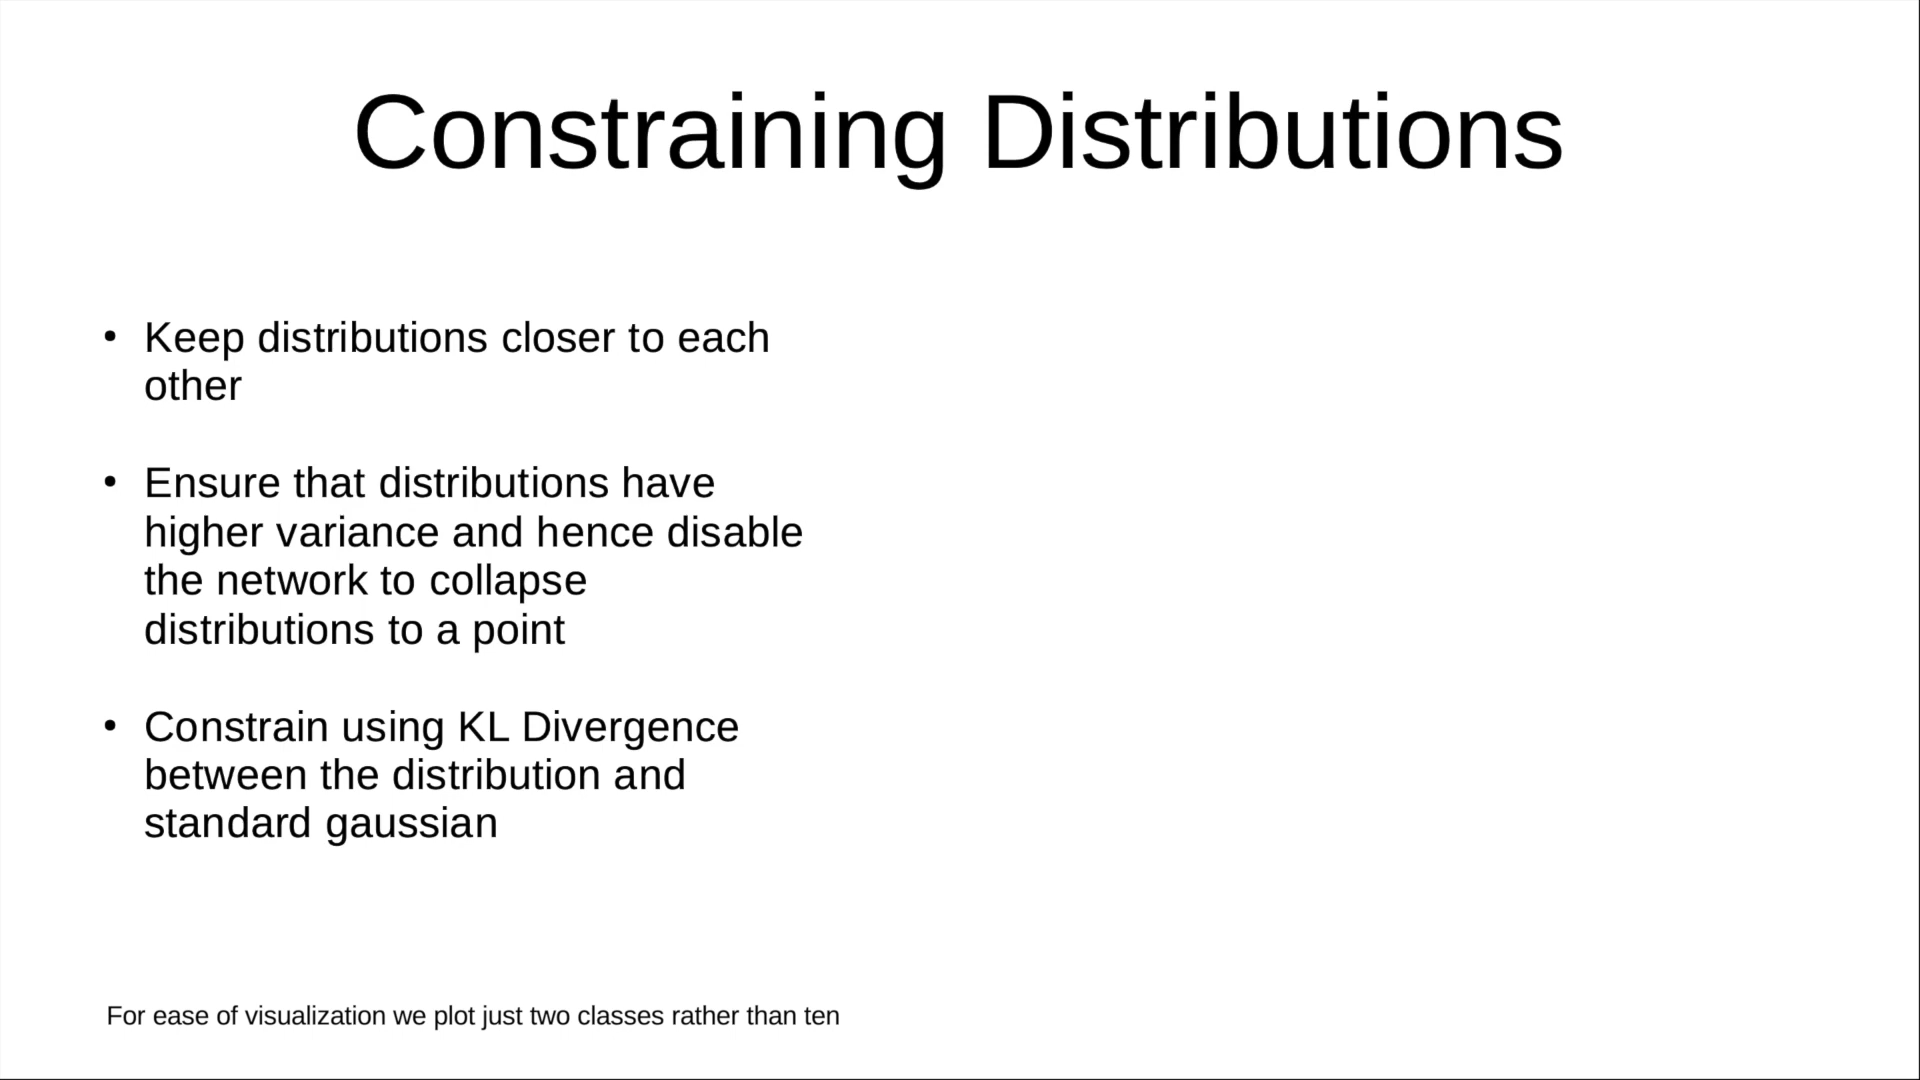 Constraining Distributions
• Keep distributions closer to each
other
• Ensure that distributions have
higher variance and hence disable
the network to collapse
distributions to a point
• Constrain using KL Divergence
between the distribution and
standard gaussian
For ease of visualization we plot just two classes rather than ten